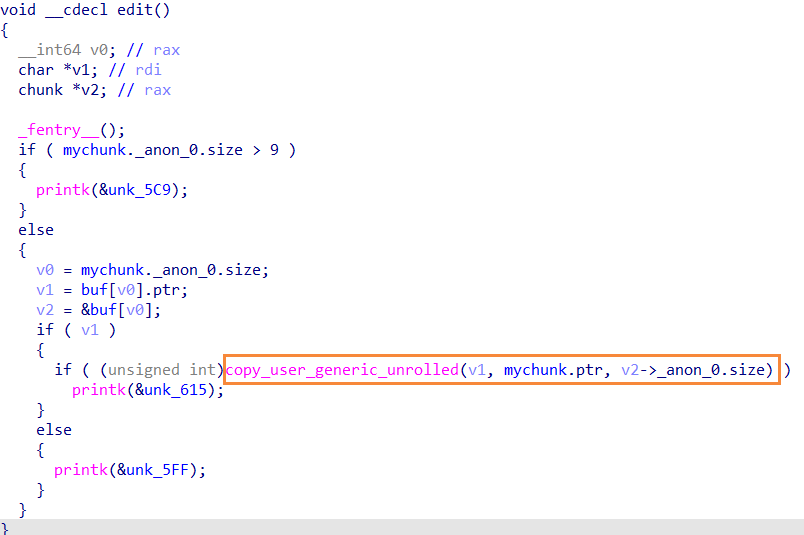 void __cdecl edit()
{
  __int64 v0; // rax
  char *v1; // rdi
  chunk *v2; // rax

  _fentry__();
  if ( mychunk._anon_0.size > 9 )
  {
    printk(&unk_5C9);
  }
  else
  {
    v0 = mychunk._anon_0.size;
    v1 = buf[v0].ptr;
    v2 = &buf[v0];
    if ( v1 )
    {
      if ( (unsigned int)copy_user_generic_unrolled(v1, mychunk.ptr, v2->_anon_0.size) )
        printk(&unk_615);
    }
    else
    {
      printk(&unk_5FF);
    }
  }
}